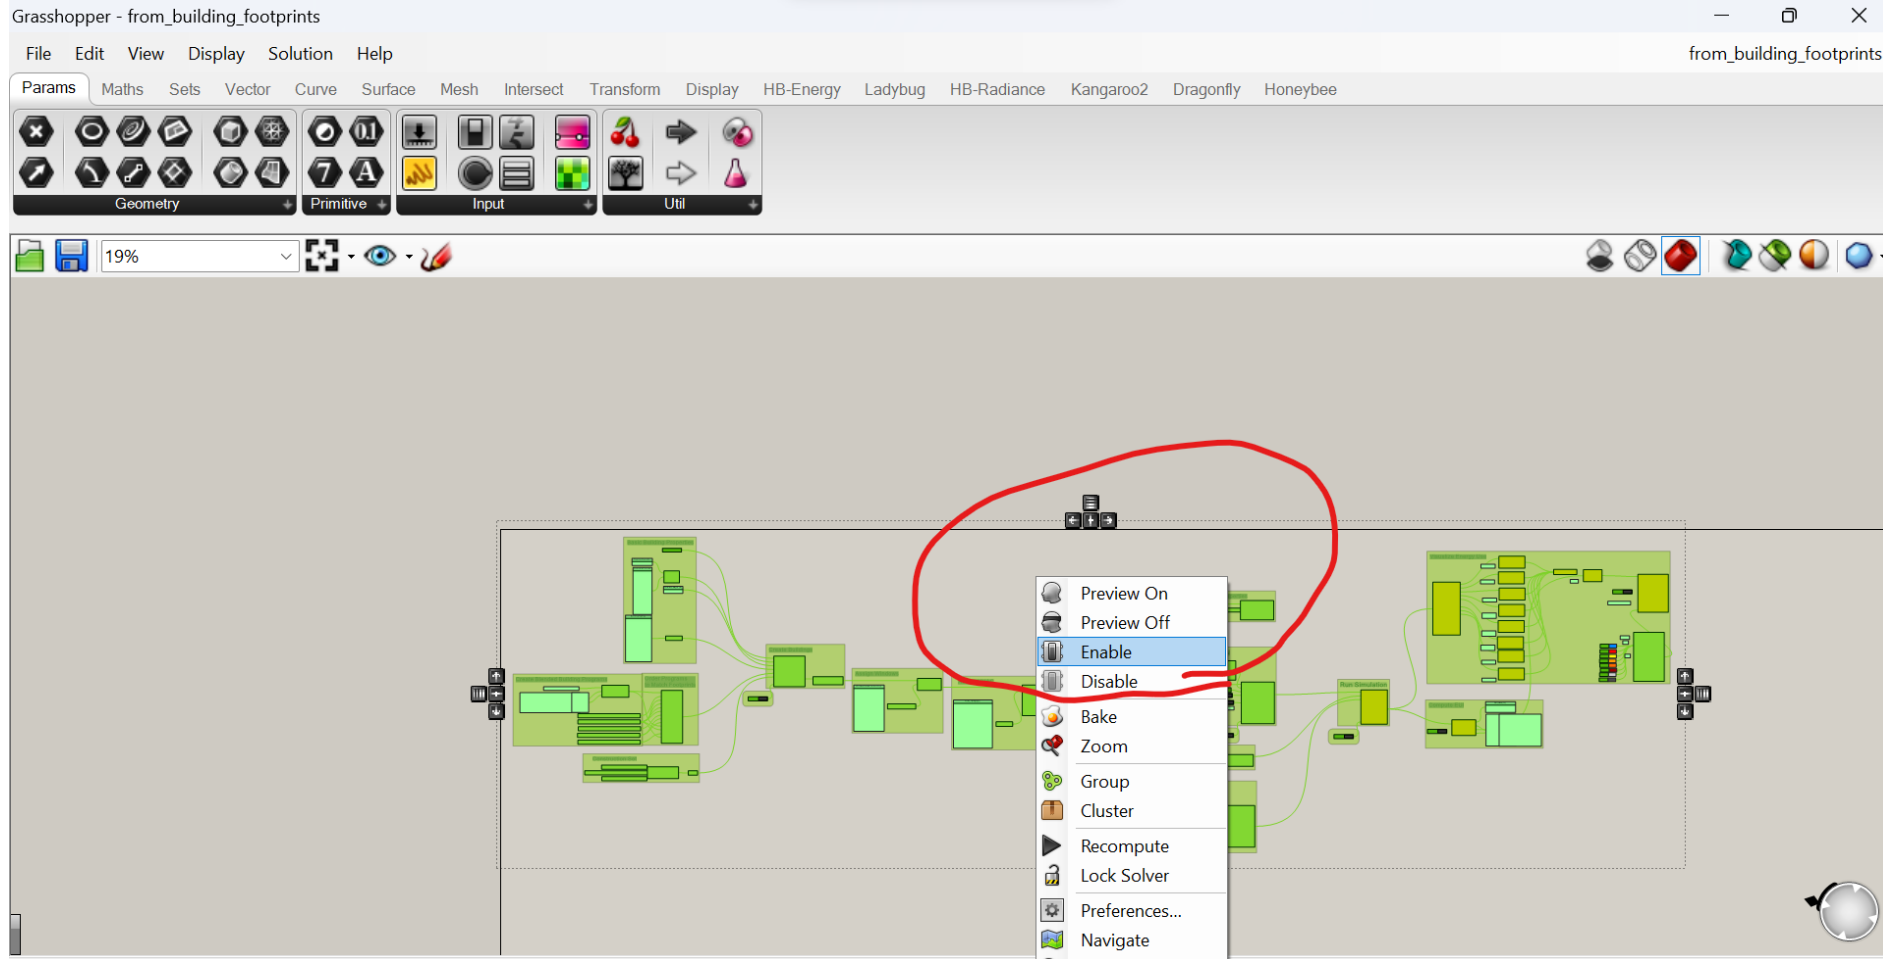 Grasshopper - from_building_footprints
File Edit View Display Solution Help from_building_footprints
Params Maths Sets Vector Curve Surface Mesh Intersect Transform Display HB-Energy Ladybug HB-Radiance Kangaroo2 Dragonfly Honeybee
Geometry Primitive Input Util
19%
Preview On
Preview Off
Enable
Disable
Bake
Zoom
Group
Cluster
Recompute
Lock Solver
Preferences...
Navigate
Run Simulation